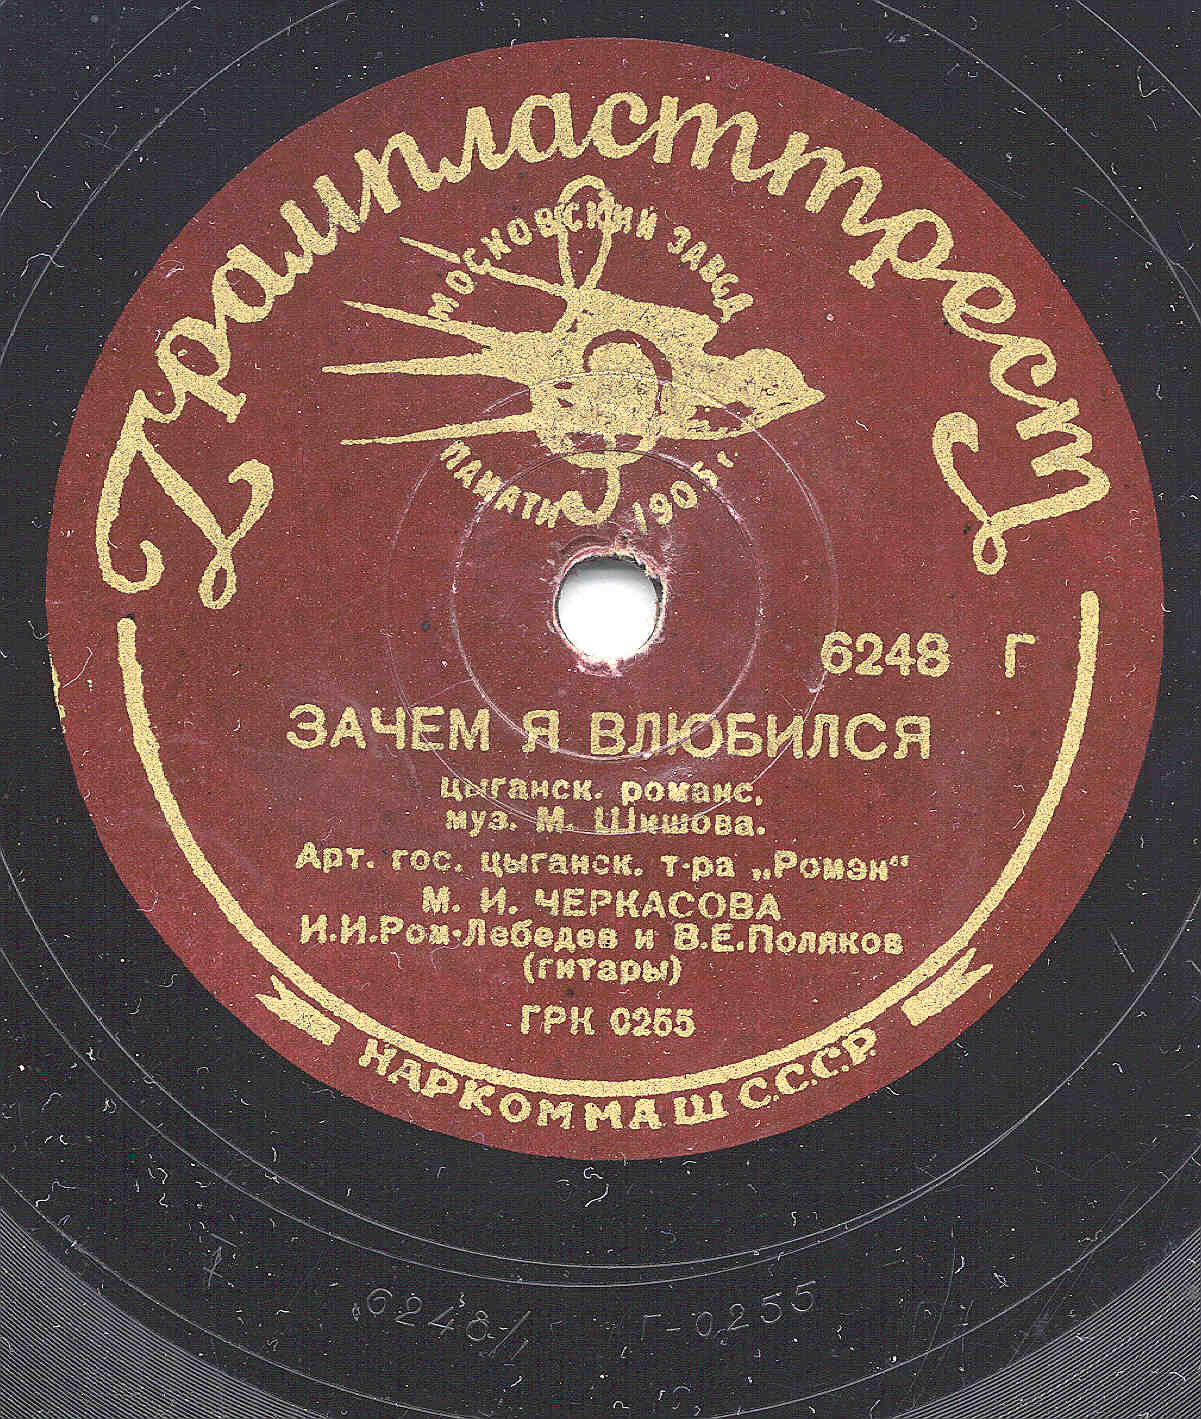 Грампласттрест
МОСКОВСКИЙ ЗАВОД
ПАМЯТИ 1905 г.
6248 Г
ЗАЧЕМ Я ВЛЮБИЛСЯ
цыганск. романс.
муз. М. Шишова.
Арт. гос. цыганск. т-ра „Ромэн“
М. И. ЧЕРКАСОВА
И.И.Ром-Лебедев и В.Е.Поляков
(гитары)
ГРК 0255
НАРКОММАШ С.С.С.Р.
6248/1 Г-0255